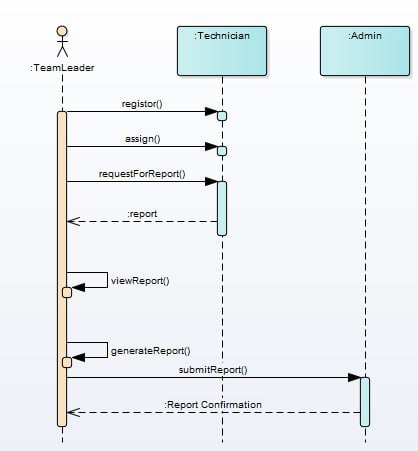 :Technician
:Admin
:TeamLeader
registor()
assign()
requestForReport()
:report
viewReport()
generateReport()
submitReport()
:Report Confirmation